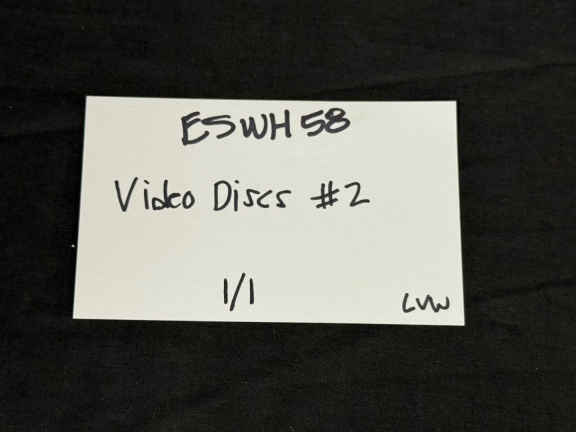 ESWH58
Video Discs #2
1/1
LVW